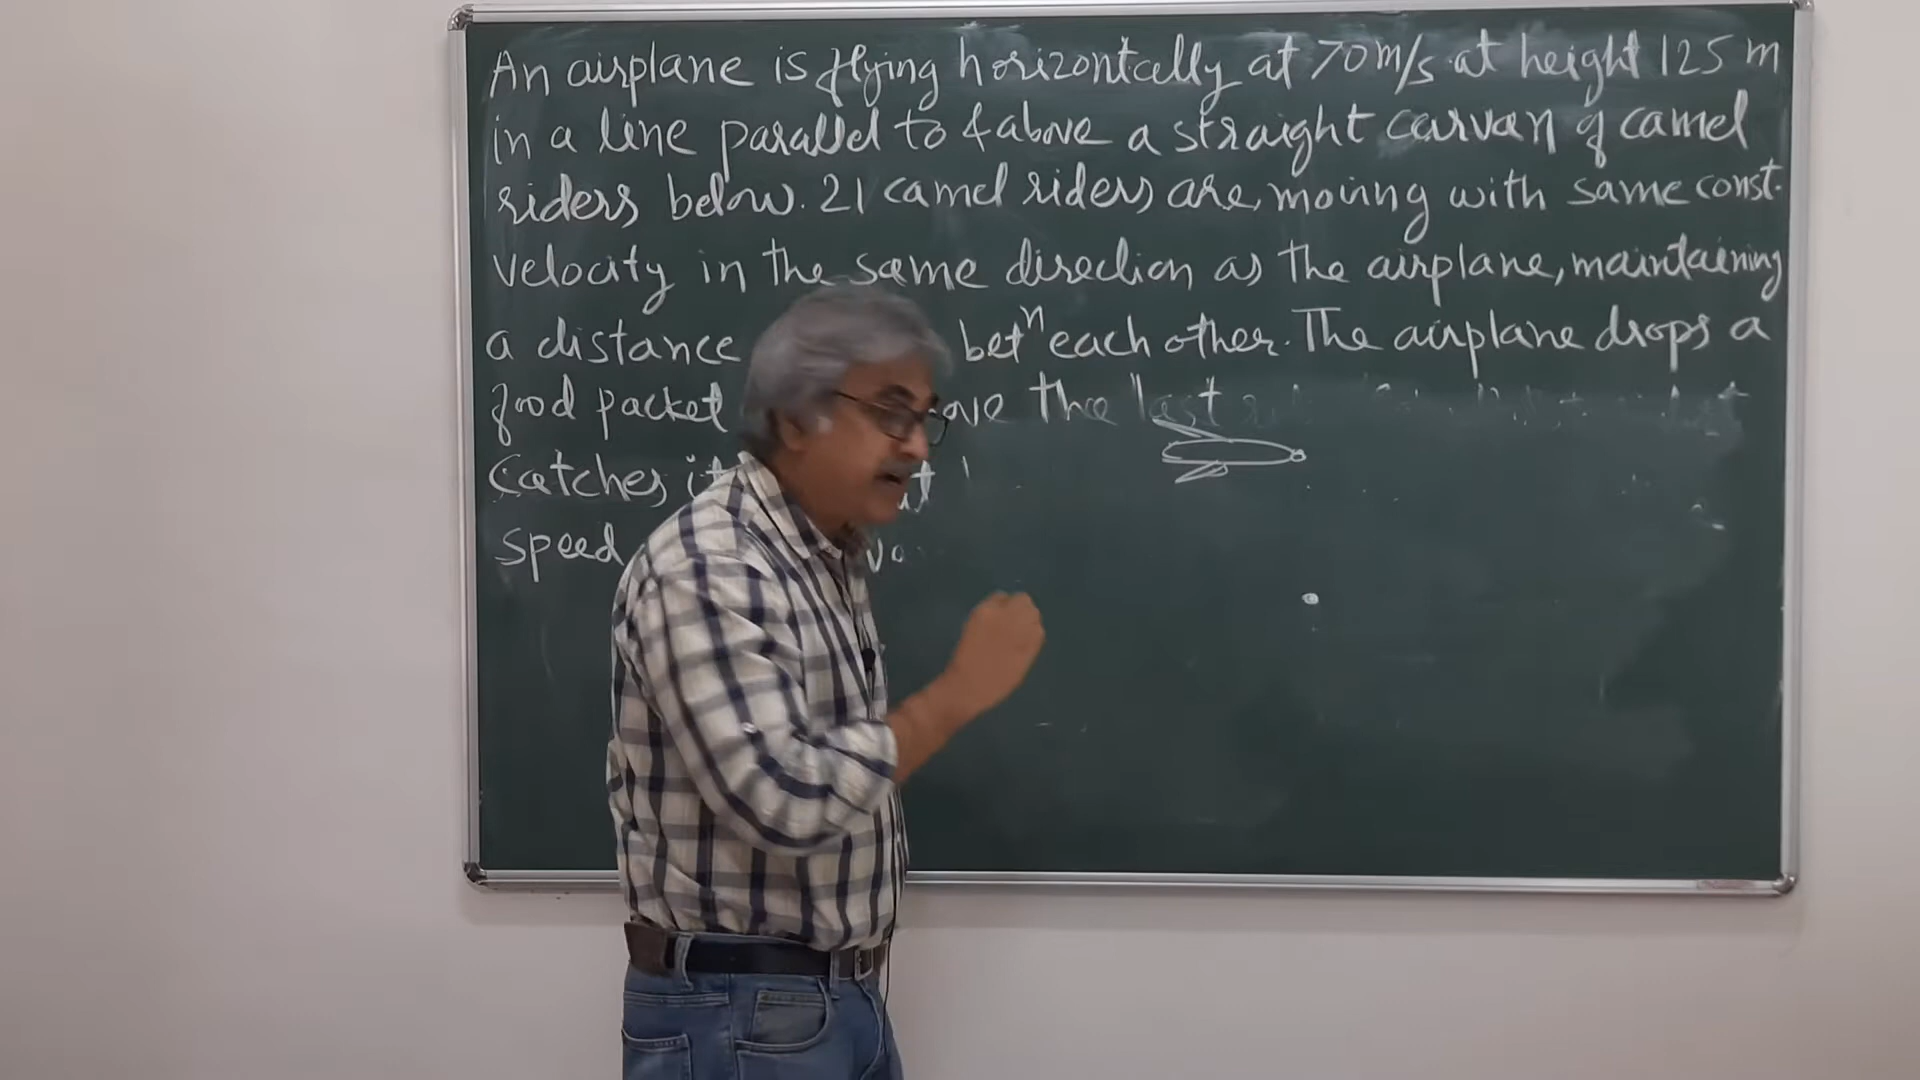 An airplane is flying horizontally at 70 m/s at height 125 m
in a line parallel to & above a straight carvan of camel
riders below. 21 camel riders are moving with same const.
velocity in the same direction as the airplane, maintaining
a distance betⁿ each other. The airplane drops a
food packet the last
catches it
speed